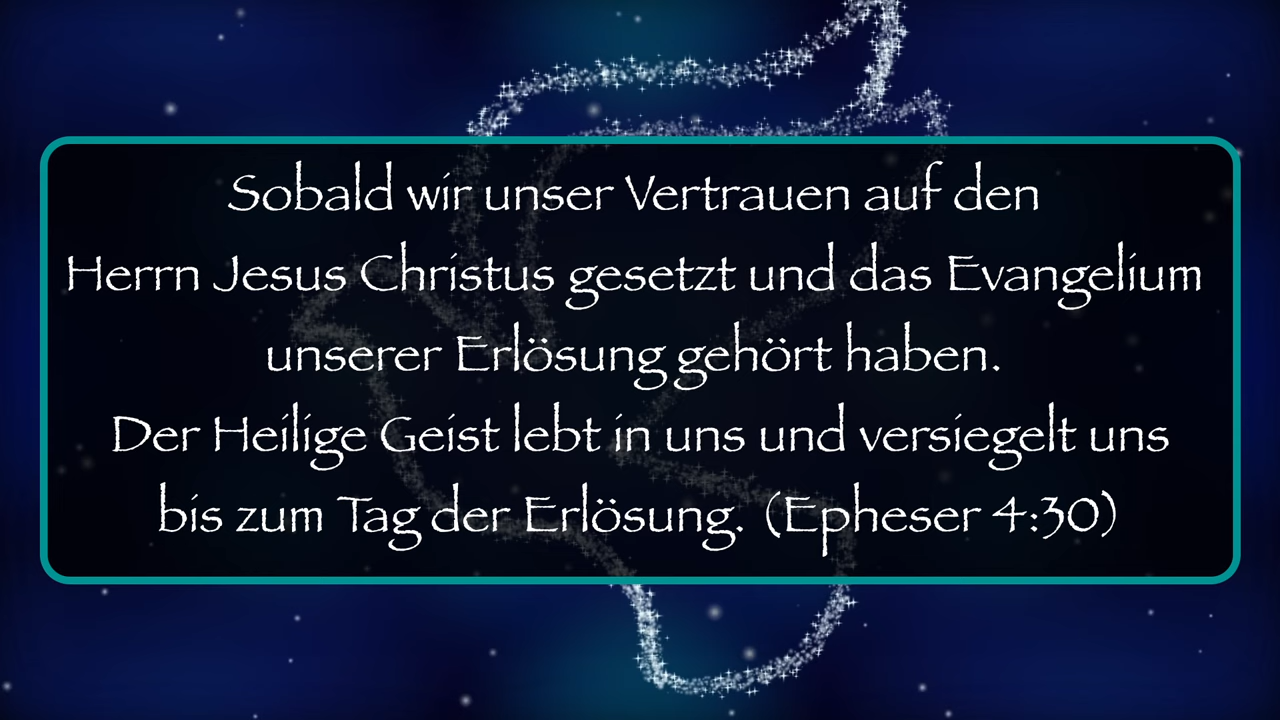 Sobald wir unser Vertrauen auf den
Herrn Jesus Christus gesetzt und das Evangelium
unserer Erlösung gehört haben.
Der Heilige Geist lebt in uns und versiegelt uns
bis zum Tag der Erlösung. (Epheser 4:30)